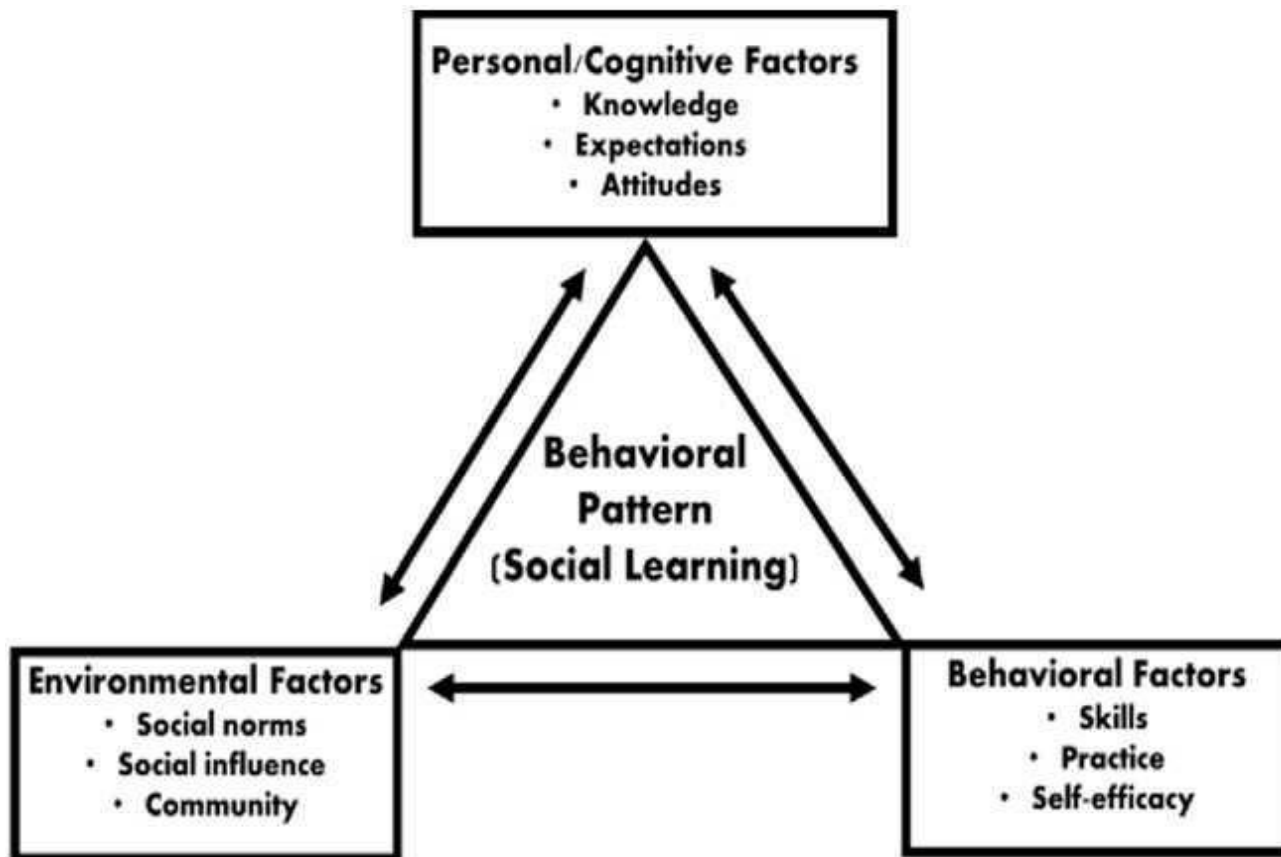 Personal/Cognitive Factors
• Knowledge
• Expectations
• Attitudes
Behavioral
Pattern
(Social Learning)
Environmental Factors
• Social norms
• Social influence
• Community
Behavioral Factors
• Skills
• Practice
• Self-efficacy